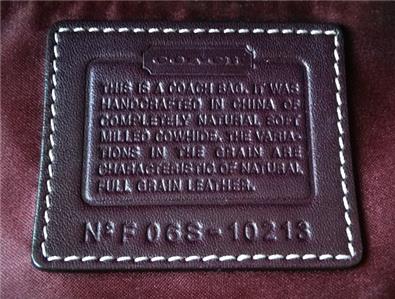 COACH
THIS IS A COACH BAG. IT WAS
HANDCRAFTED IN CHINA OF
COMPLETELY NATURAL SOFT
MILLED COWHIDE. THE VARIA-
TIONS IN THE GRAIN ARE
CHARACTERISTIC OF NATURAL
FULL GRAIN LEATHER.
Nº F06S-10213